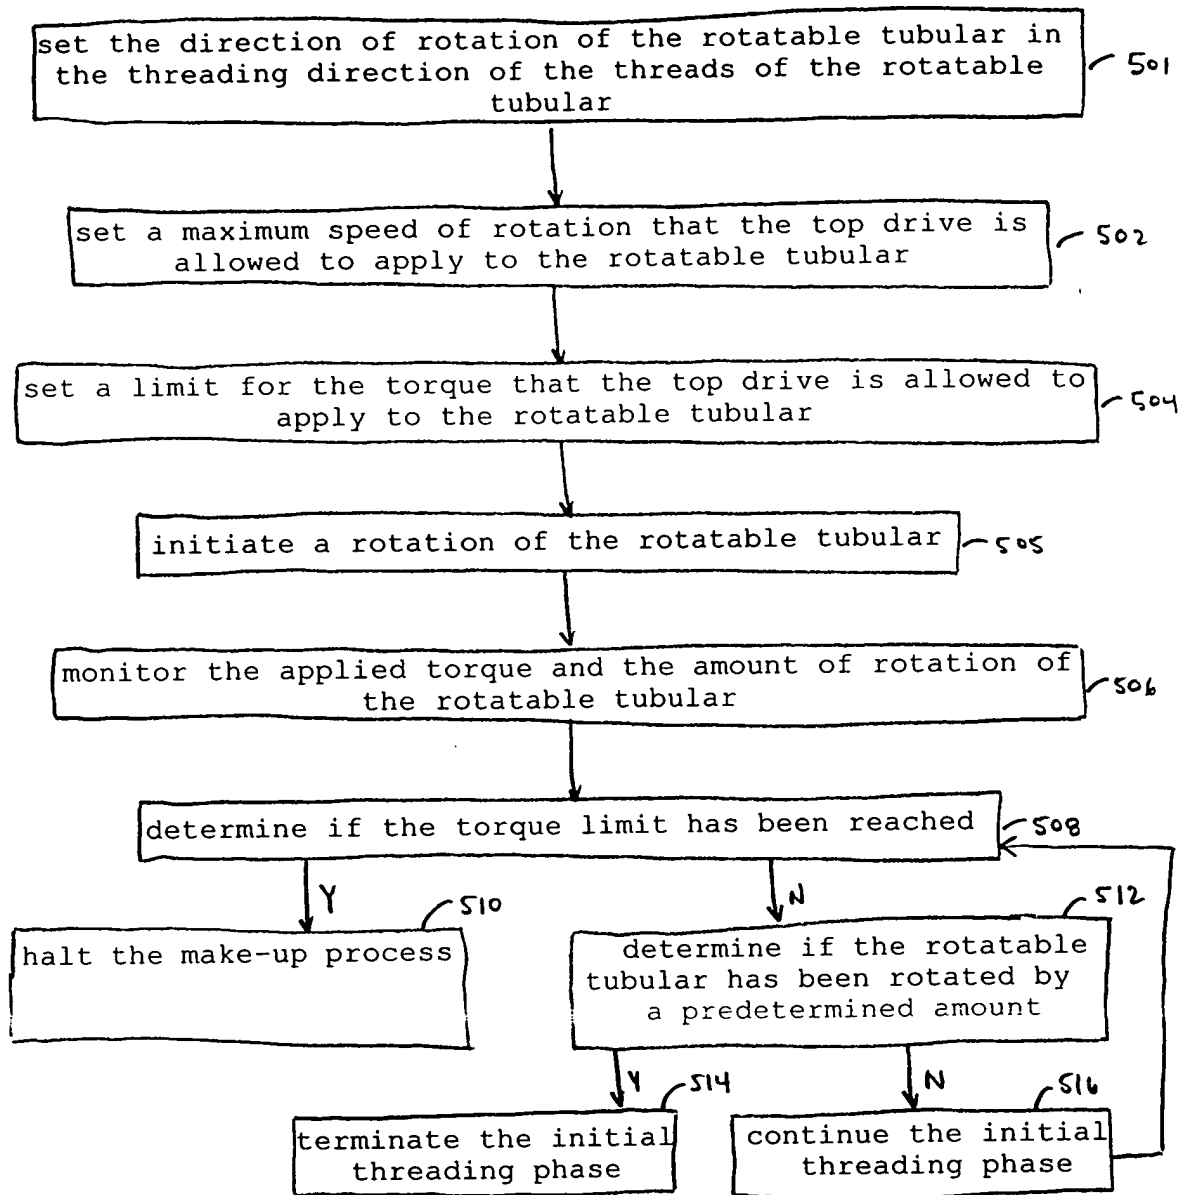 set the direction of rotation of the rotatable tubular in
the threading direction of the threads of the rotatable
tubular
501
set a maximum speed of rotation that the top drive is
allowed to apply to the rotatable tubular
502
set a limit for the torque that the top drive is allowed to
apply to the rotatable tubular
504
initiate a rotation of the rotatable tubular
505
monitor the applied torque and the amount of rotation of
the rotatable tubular
506
determine if the torque limit has been reached
508
Y
N
510
halt the make-up process
512
determine if the rotatable
tubular has been rotated by
a predetermined amount
Y
N
514
terminate the initial
threading phase
516
continue the initial
threading phase